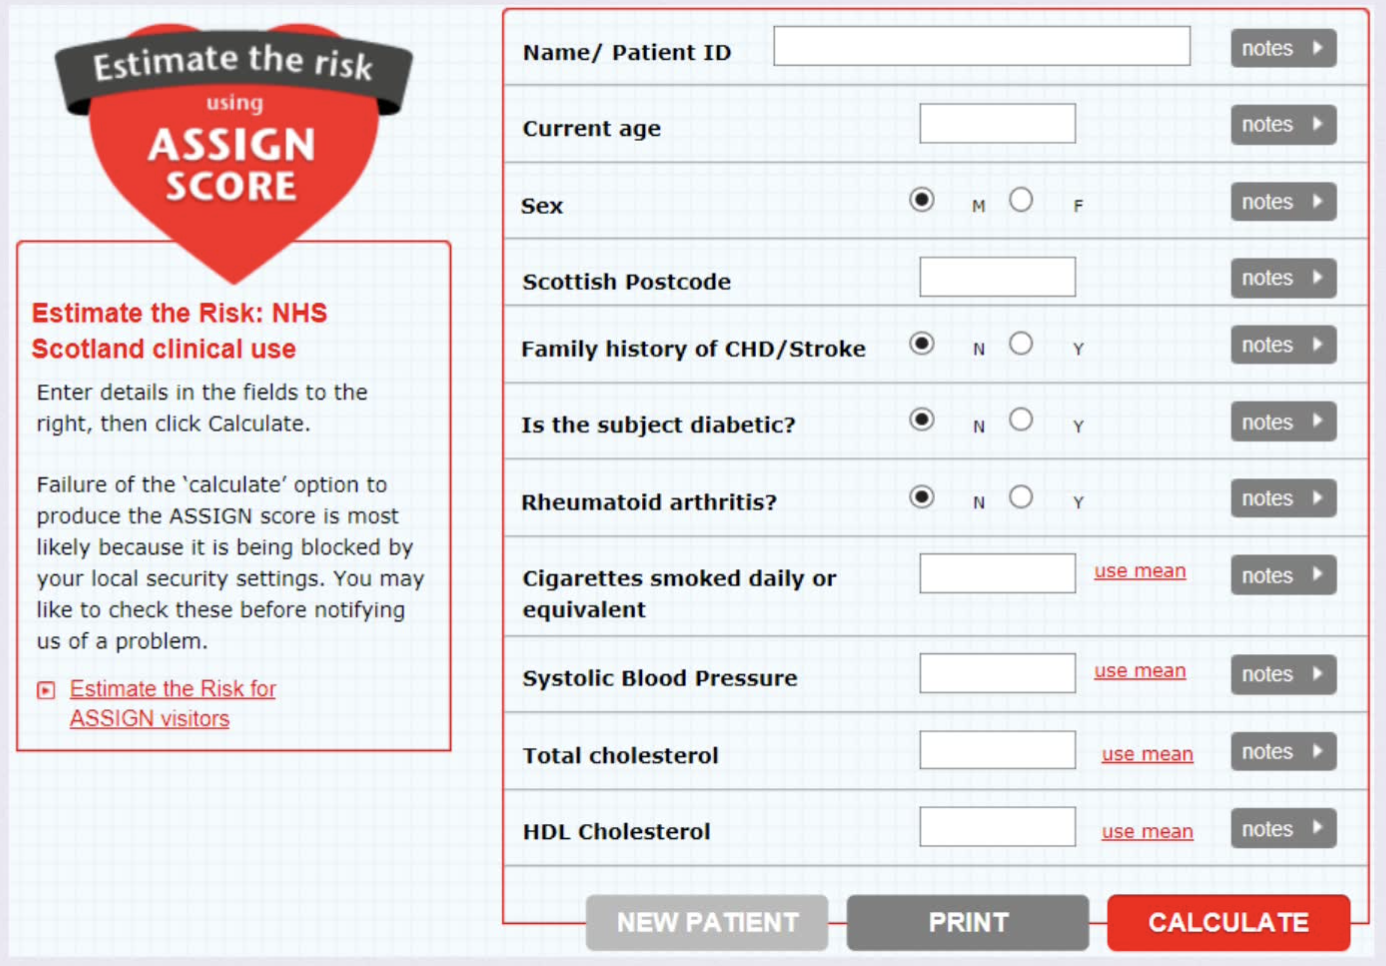 Estimate the risk
using
ASSIGN
SCORE
Estimate the Risk: NHS
Scotland clinical use
Enter details in the fields to the
right, then click Calculate.
Failure of the ‘calculate’ option to
produce the ASSIGN score is most
likely because it is being blocked by
your local security settings. You may
like to check these before notifying
us of a problem.
Estimate the Risk for
ASSIGN visitors
Name/ Patient ID notes
Current age notes
Sex M F notes
Scottish Postcode notes
Family history of CHD/Stroke N Y notes
Is the subject diabetic? N Y notes
Rheumatoid arthritis? N Y notes
Cigarettes smoked daily or use mean notes
equivalent
Systolic Blood Pressure use mean notes
Total cholesterol use mean notes
HDL Cholesterol use mean notes
NEW PATIENT PRINT CALCULATE